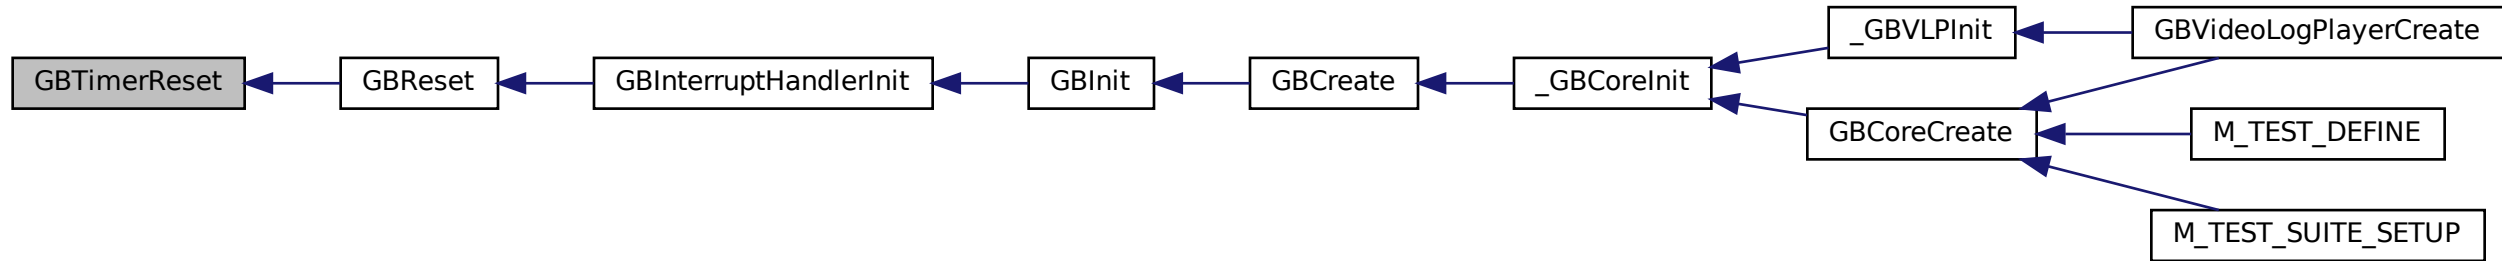 GBTimerReset
GBReset
GBInterruptHandlerInit
GBInit
GBCreate
_GBCoreInit
_GBVLPInit
GBVideoLogPlayerCreate
GBCoreCreate
M_TEST_DEFINE
M_TEST_SUITE_SETUP